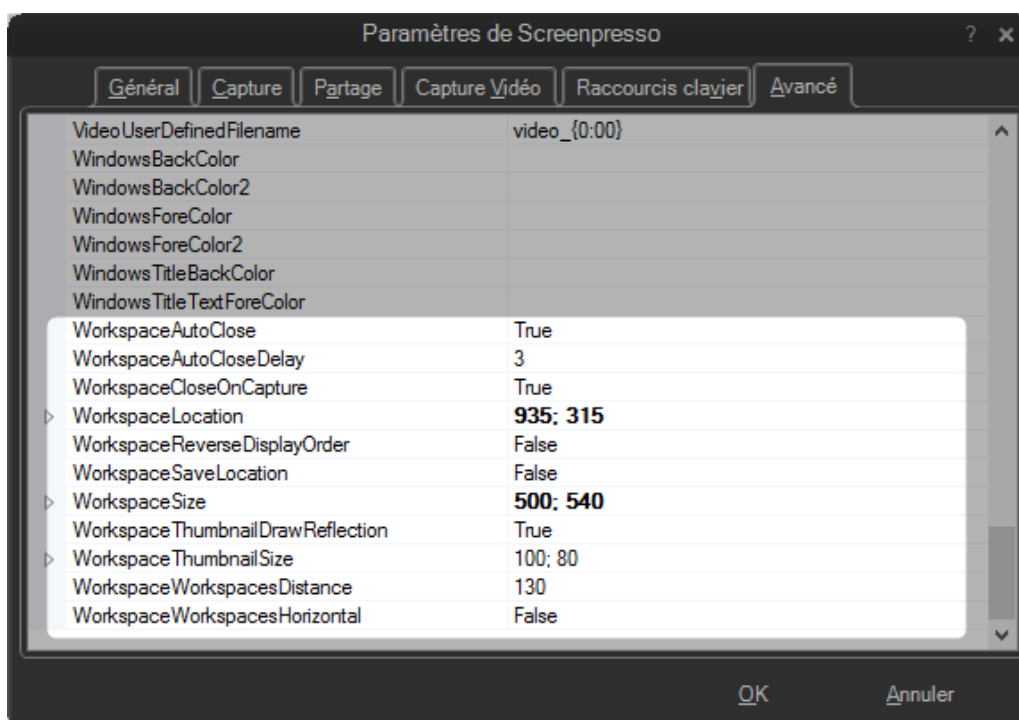 Paramètres de Screenpresso ? ×
Général Capture Partage Capture Vidéo Raccourcis clavier Avancé
VideoUserDefinedFilename video_{0:00}
WindowsBackColor
WindowsBackColor2
WindowsForeColor
WindowsForeColor2
WindowsTitleBackColor
WindowsTitleTextForeColor
WorkspaceAutoClose True
WorkspaceAutoCloseDelay 3
WorkspaceCloseOnCapture True
WorkspaceLocation 935; 315
WorkspaceReverseDisplayOrder False
WorkspaceSaveLocation False
WorkspaceSize 500; 540
WorkspaceThumbnailDrawReflection True
WorkspaceThumbnailSize 100; 80
WorkspaceWorkspacesDistance 130
WorkspaceWorkspacesHorizontal False
OK Annuler